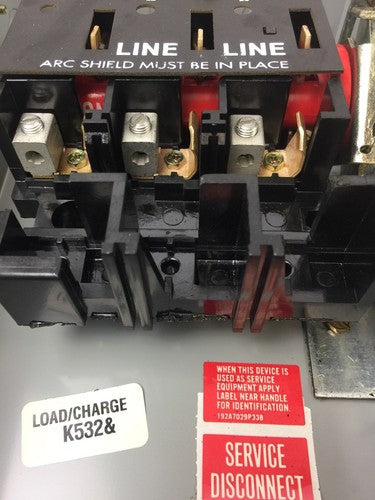 LINE LINE
ARC SHIELD MUST BE IN PLACE
WHEN THIS DEVICE IS
USED AS SERVICE
EQUIPMENT APPLY
LABEL NEAR HANDLE
FOR IDENTIFICATION.
192A7029P33B
LOAD/CHARGE
K532&
SERVICE
DISCONNECT